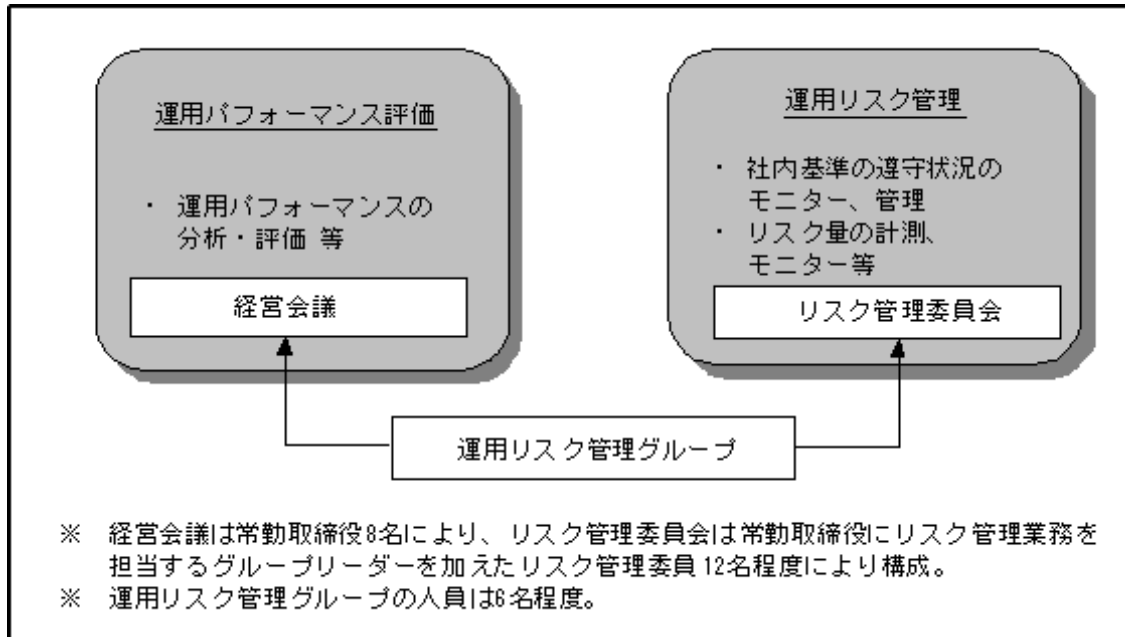 運用パフォーマンス評価
・ 運用パフォーマンスの
分析・評価 等
経営会議
運用リスク管理
・ 社内基準の遵守状況の
モニター、管理
・ リスク量の計測、
モニター等
リスク管理委員会
運用リスク管理グループ
※ 経営会議は常勤取締役8名により、リスク管理委員会は常勤取締役にリスク管理業務を
担当するグループリーダーを加えたリスク管理委員12名程度により構成。
※ 運用リスク管理グループの人員は6名程度。